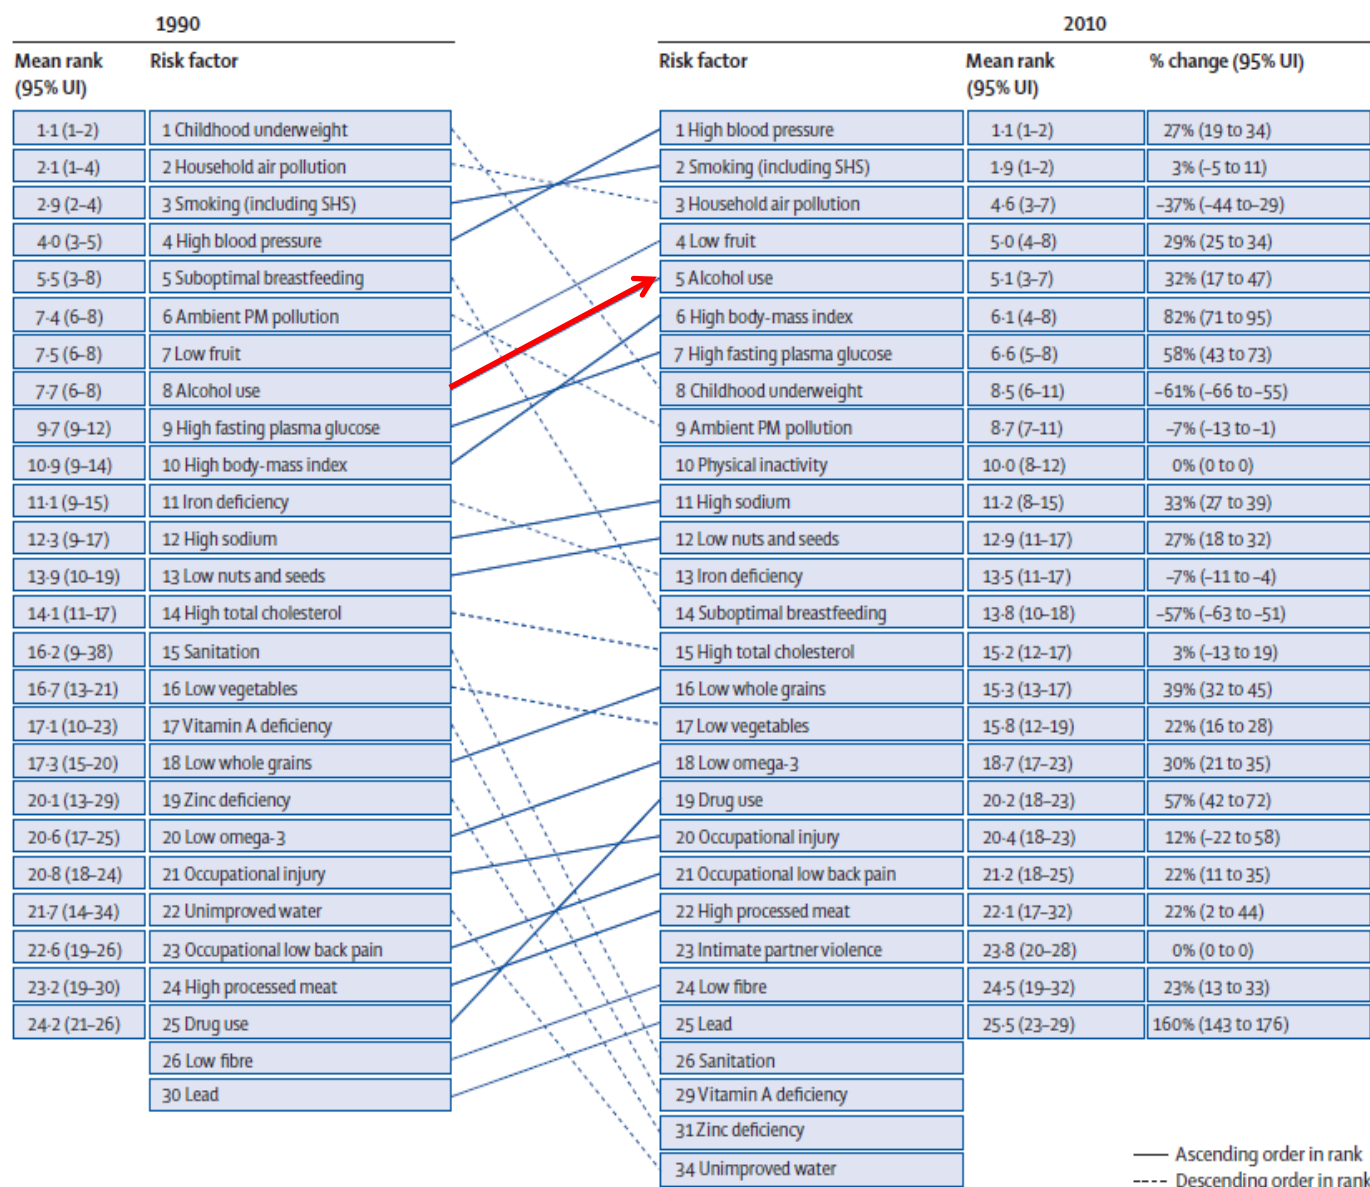 1990
2010
Mean rank (95% UI) Risk factor
Risk factor Mean rank (95% UI) % change (95% UI)
1·1 (1–2) 1 Childhood underweight 1 High blood pressure 1·1 (1–2) 27% (19 to 34)
2·1 (1–4) 2 Household air pollution 2 Smoking (including SHS) 1·9 (1–2) 3% (–5 to 11)
2·9 (2–4) 3 Smoking (including SHS) 3 Household air pollution 4·6 (3–7) –37% (–44 to–29)
4·0 (3–5) 4 High blood pressure 4 Low fruit 5·0 (4–8) 29% (25 to 34)
5·5 (3–8) 5 Suboptimal breastfeeding 5 Alcohol use 5·1 (3–7) 32% (17 to 47)
7·4 (6–8) 6 Ambient PM pollution 6 High body-mass index 6·1 (4–8) 82% (71 to 95)
7·5 (6–8) 7 Low fruit 7 High fasting plasma glucose 6·6 (5–8) 58% (43 to 73)
7·7 (6–8) 8 Alcohol use 8 Childhood underweight 8·5 (6–11) –61% (–66 to –55)
9·7 (9–12) 9 High fasting plasma glucose 9 Ambient PM pollution 8·7 (7–11) –7% (–13 to –1)
10·9 (9–14) 10 High body-mass index 10 Physical inactivity 10·0 (8–12) 0% (0 to 0)
11·1 (9–15) 11 Iron deficiency 11 High sodium 11·2 (8–15) 33% (27 to 39)
12·3 (9–17) 12 High sodium 12 Low nuts and seeds 12·9 (11–17) 27% (18 to 32)
13·9 (10–19) 13 Low nuts and seeds 13 Iron deficiency 13·5 (11–17) –7% (–11 to –4)
14·1 (11–17) 14 High total cholesterol 14 Suboptimal breastfeeding 13·8 (10–18) –57% (–63 to –51)
16·2 (9–38) 15 Sanitation 15 High total cholesterol 15·2 (12–17) 3% (–13 to 19)
16·7 (13–21) 16 Low vegetables 16 Low whole grains 15·3 (13–17) 39% (32 to 45)
17·1 (10–23) 17 Vitamin A deficiency 17 Low vegetables 15·8 (12–19) 22% (16 to 28)
17·3 (15–20) 18 Low whole grains 18 Low omega-3 18·7 (17–23) 30% (21 to 35)
20·1 (13–29) 19 Zinc deficiency 19 Drug use 20·2 (18–23) 57% (42 to 72)
20·6 (17–25) 20 Low omega-3 20 Occupational injury 20·4 (18–23) 12% (–22 to 58)
20·8 (18–24) 21 Occupational injury 21 Occupational low back pain 21·2 (18–25) 22% (11 to 35)
21·7 (14–34) 22 Unimproved water 22 High processed meat 22·1 (17–32) 22% (2 to 44)
22·6 (19–26) 23 Occupational low back pain 23 Intimate partner violence 23·8 (20–28) 0% (0 to 0)
23·2 (19–30) 24 High processed meat 24 Low fibre 24·5 (19–32) 23% (13 to 33)
24·2 (21–26) 25 Drug use 25 Lead 25·5 (23–29) 160% (143 to 176)
26 Low fibre 26 Sanitation
30 Lead 29 Vitamin A deficiency
31 Zinc deficiency
34 Unimproved water
Ascending order in rank
Descending order in rank